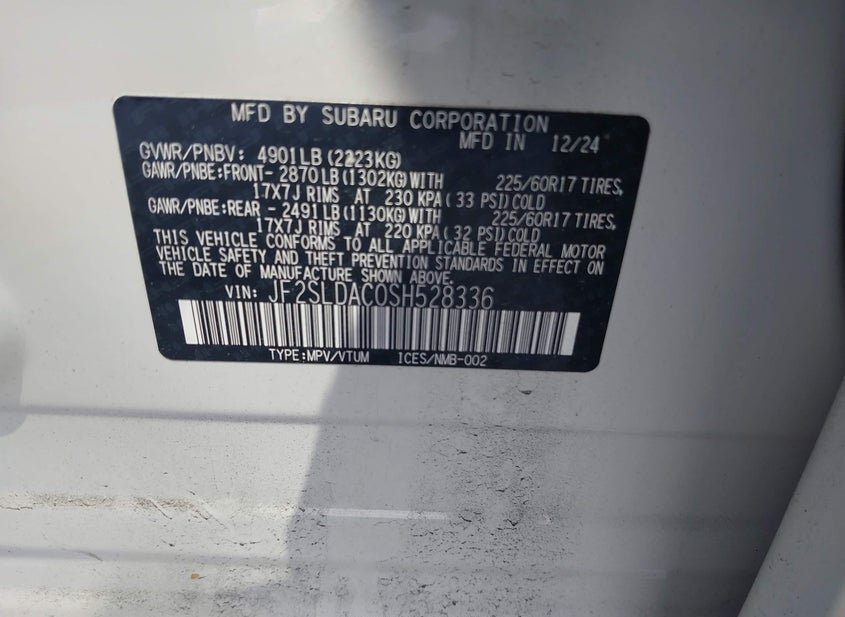 MFD BY SUBARU CORPORATION
MFD IN 12/24
GVWR/PNBV: 4901LB(2223KG)
GAWR/PNBE:FRONT- 2870LB(1302KG)WITH 225/60R17 TIRES,
17X7J RIMS AT 230 KPA( 33 PSI)COLD
GAWR/PNBE:REAR - 2491LB(1130KG)WITH 225/60R17 TIRES,
17X7J RIMS AT 220 KPA( 32 PSI)COLD
THIS VEHICLE CONFORMS TO ALL APPLICABLE FEDERAL MOTOR
VEHICLE SAFETY AND THEFT PREVENTION STANDARDS IN EFFECT ON
THE DATE OF MANUFACTURE SHOWN ABOVE.
VIN: JF2SLDAC0SH528336
TYPE:MPV/VTUM ICES/NMB-002